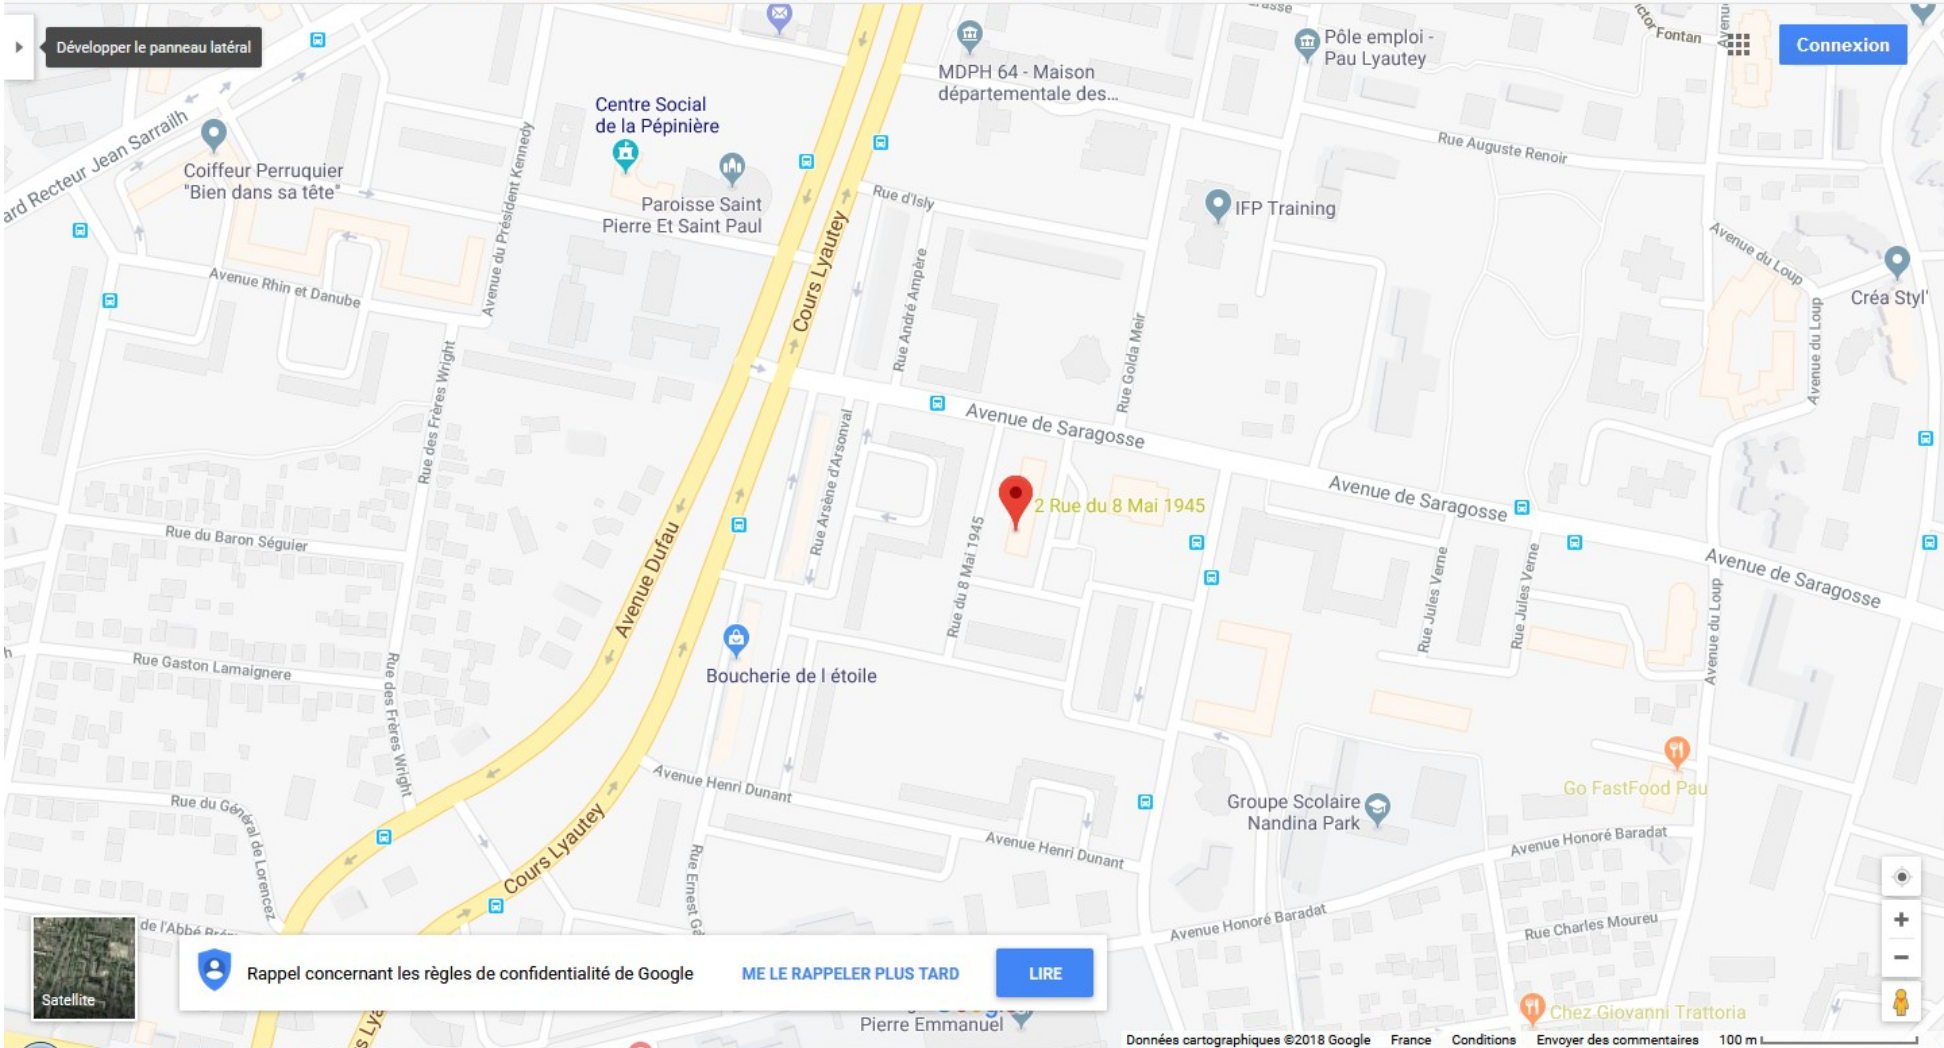 Développer le panneau latéral
Connexion
MDPH 64 - Maison
départementale des...
Pôle emploi -
Pau Lyautey
Fontan
Centre Social
de la Pépinière
Paroisse Saint
Pierre Et Saint Paul
Coiffeur Perruquier
"Bien dans sa tête"
ard Recteur Jean Sarrailh
Avenue du Président Kennedy
Rue Auguste Renoir
Rue d'Isly
IFP Training
Avenue du Loup
Créa Styl'
Avenue Rhin et Danube
Cours Lyautey
Rue André Ampère
Rue Golda Meir
Avenue du Loup
Rue des Frères Wright
Avenue de Saragosse
Rue Arsène d'Arsonval
2 Rue du 8 Mai 1945
Avenue de Saragosse
Rue du Baron Séguier
Avenue Dufau
Rue du 8 Mai 1945
Rue Jules Verne
Rue Jules Verne
Avenue de Saragosse
Avenue du Loup
Rue Gaston Lamaignere
Rue des Frères Wright
Boucherie de l étoile
Avenue Henri Dunant
Go FastFood Pau
Rue du Général de Lorencez
Cours Lyautey
Groupe Scolaire
Nandina Park
Avenue Henri Dunant
Avenue Honoré Baradat
Rue Ernest Ga
Avenue Honoré Baradat
Rue Charles Moureu
de l'Abbé Bré
Rappel concernant les règles de confidentialité de Google
ME LE RAPPELER PLUS TARD
LIRE
Satellite
Pierre Emmanuel
Chez Giovanni Trattoria
Données cartographiques ©2018 Google France Conditions Envoyer des commentaires 100 m